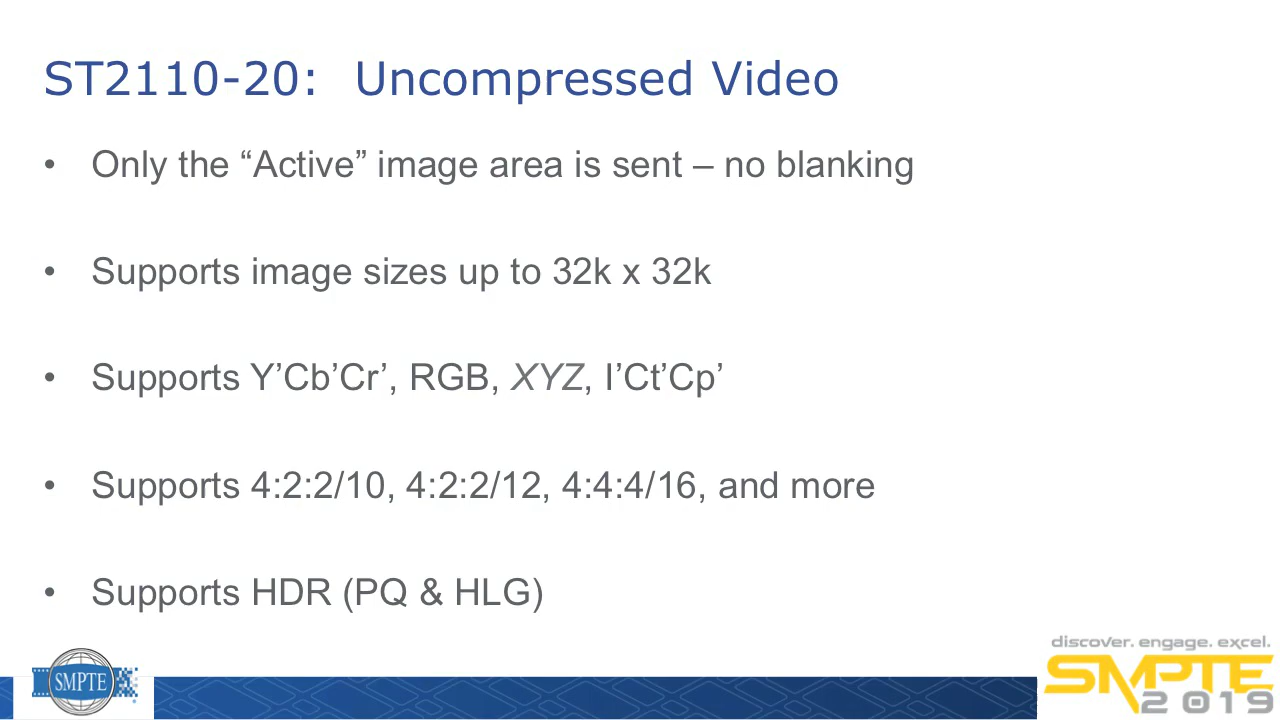 ST2110-20: Uncompressed Video
• Only the “Active” image area is sent – no blanking
• Supports image sizes up to 32k x 32k
• Supports Y’Cb’Cr’, RGB, XYZ, I’Ct’Cp’
• Supports 4:2:2/10, 4:2:2/12, 4:4:4/16, and more
• Supports HDR (PQ & HLG)
SMPTE
discover. engage. excel.
SMPTE
2019